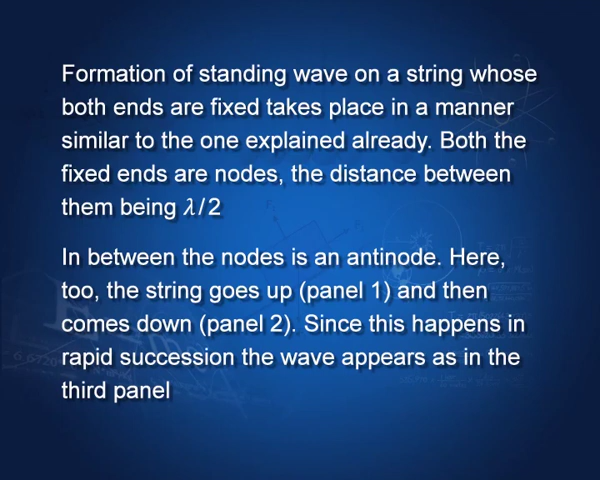 Formation of standing wave on a string whose
both ends are fixed takes place in a manner
similar to the one explained already. Both the
fixed ends are nodes, the distance between
them being λ/2
In between the nodes is an antinode. Here,
too, the string goes up (panel 1) and then
comes down (panel 2). Since this happens in
rapid succession the wave appears as in the
third panel